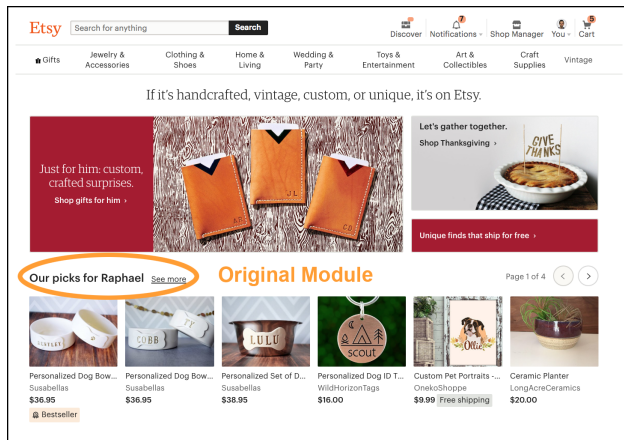 Etsy
Search for anything
Search
Discover
7
Notifications
Shop Manager
You
5
Cart
Gifts
Jewelry &
Accessories
Clothing &
Shoes
Home &
Living
Wedding &
Party
Toys &
Entertainment
Art &
Collectibles
Craft
Supplies
Vintage
If it's handcrafted, vintage, custom, or unique, it's on Etsy.
Just for him: custom,
crafted surprises.
Shop gifts for him ›
Let's gather together.
Shop Thanksgiving ›
GIVE
THANKS
Unique finds that ship for free ›
Our picks for Raphael See more
Original Module
Page 1 of 4
COBB
TY
LULU
scout
Ollie
Personalized Dog Bow...
Susabellas
$36.95
Bestseller
Personalized Dog Bow...
Susabellas
$36.95
Personalized Set of D...
Susabellas
$38.95
Personalized Dog ID T...
WildHorizonTags
$16.00
Custom Pet Portraits -...
OnekoShoppe
$9.99 Free shipping
Ceramic Planter
LongAcreCeramics
$20.00